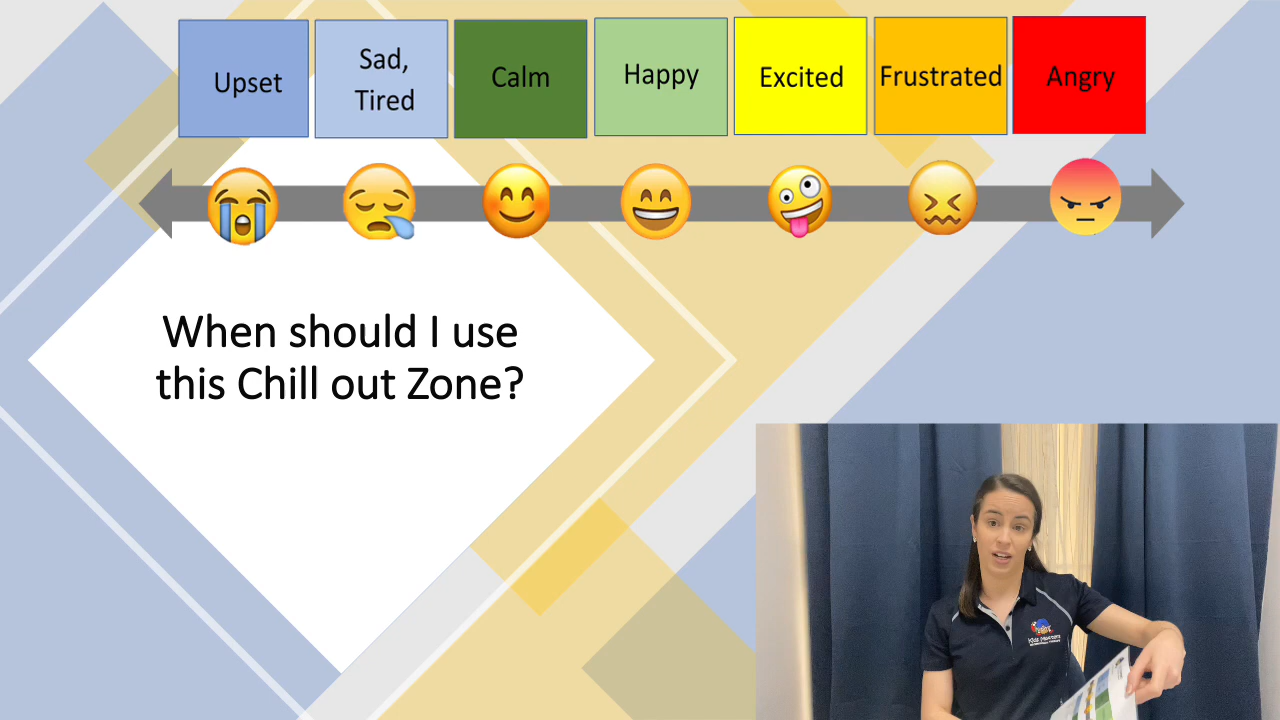 Upset
Sad,
Tired
Calm
Happy
Excited
Frustrated
Angry
When should I use
this Chill out Zone?